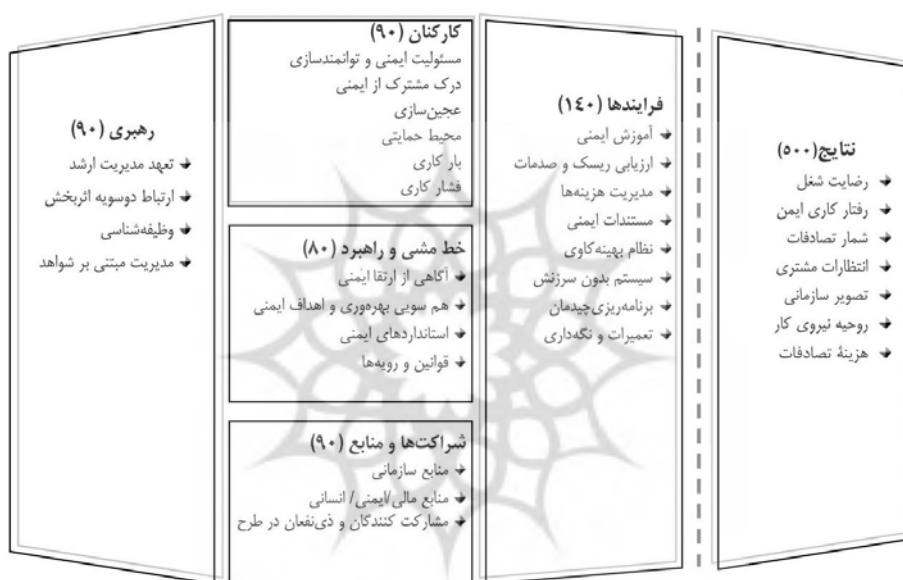 کارکنان (۹۰)
مسئولیت ایمنی و توانمندسازی
درک مشترک از ایمنی
عجین‌سازی
محیط حمایتی
بار کاری
فشار کاری
خط مشی و راهبرد (۸۰)
آگاهی از ارتقا ایمنی
هم سویی بهره‌وری و اهداف ایمنی
استانداردهای ایمنی
قوانین و رویه‌ها
شراکت‌ها و منابع (۹۰)
منابع سازمانی
منابع مالی/ایمنی/ انسانی
مشارکت کنندگان و ذی‌نفعان در طرح
رهبری (۹۰)
تعهد مدیریت ارشد
ارتباط دوسویه اثربخش
وظیفه‌شناسی
مدیریت مبتنی بر شواهد
فرایندها (۱٤۰)
آموزش ایمنی
ارزیابی ریسک و صدمات
مدیریت هزینه‌ها
مستندات ایمنی
نظام بهینه‌کاوی
سیستم بدون سرزنش
برنامه‌ریزی‌چیدمان
تعمیرات و نگه‌داری
نتایج(۵۰۰)
رضایت شغل
رفتار کاری ایمن
شمار تصادفات
انتظارات مشتری
تصویر سازمانی
روحیه نیروی کار
هزینهٔ تصادفات